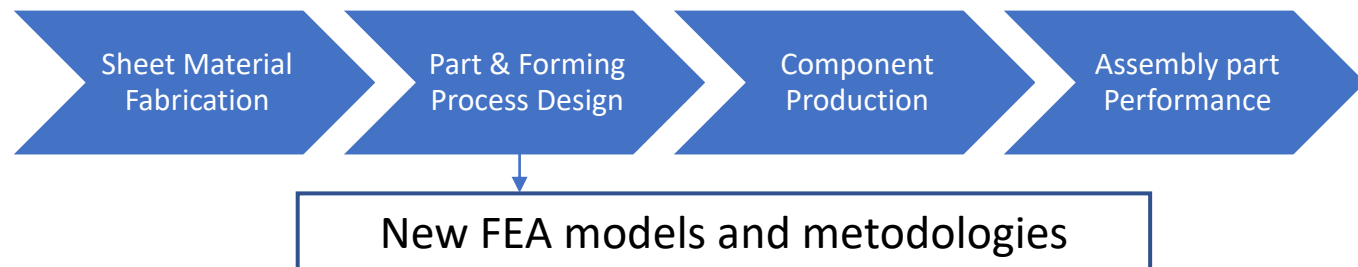 Sheet Material
Fabrication
Part & Forming
Process Design
Component
Production
Assembly part
Performance
New FEA models and metodologies